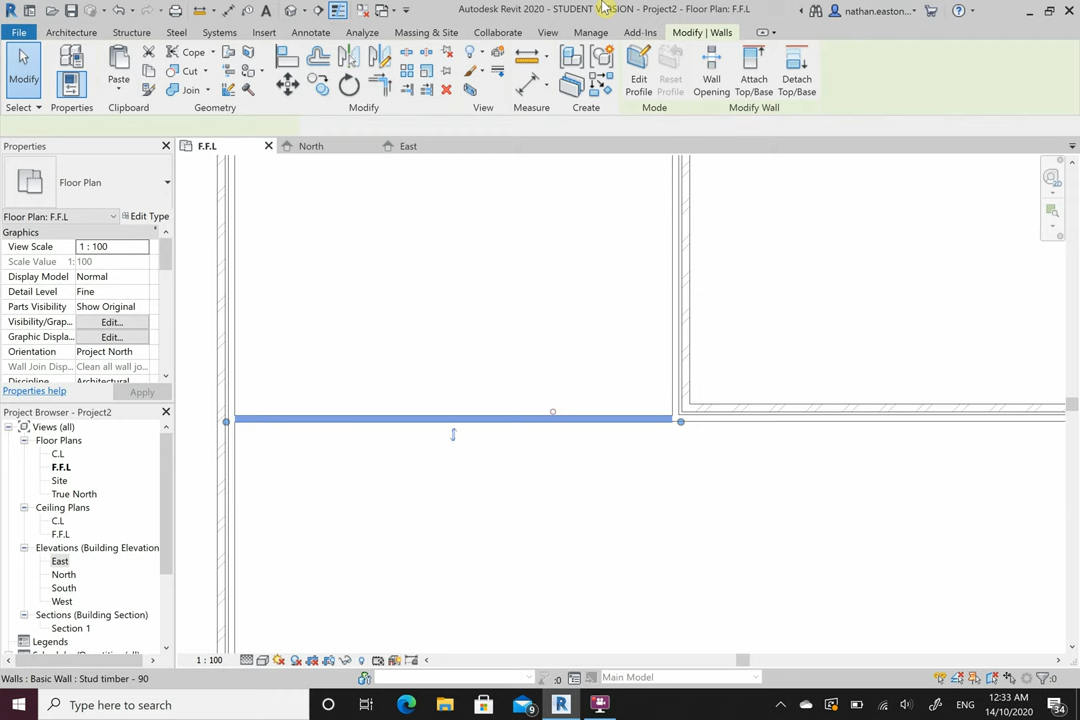 Autodesk Revit 2020 - STUDENT VERSION - Project2 - Floor Plan: F.F.L
nathan.easton...
File Architecture Structure Steel Systems Insert Annotate Analyze Massing & Site Collaborate View Manage Add-Ins Modify | Walls
Modify
Properties
Paste
Cope
Cut
Join
Edit Profile
Reset Profile
Wall Opening
Attach Top/Base
Detach Top/Base
Select Properties Clipboard Geometry Modify View Measure Create Mode Modify Wall
Properties
F.F.L North East
Floor Plan
Floor Plan: F.F.L Edit Type
Graphics
View Scale 1 : 100
Scale Value 1: 100
Display Model Normal
Detail Level Fine
Parts Visibility Show Original
Visibility/Grap... Edit...
Graphic Displa... Edit...
Orientation Project North
Wall Join Disp... Clean all wall jo...
Discipline Architectural
Properties help Apply
Project Browser - Project2
Views (all)
Floor Plans
C.L
F.F.L
Site
True North
Ceiling Plans
C.L
F.F.L
Elevations (Building Elevation
East
North
South
West
Sections (Building Section)
Section 1
Legends
1 : 100
Walls : Basic Wall : Stud timber - 90
:0
Main Model
:0
Type here to search
9
ENG
12:33 AM
14/10/2020
34
2D